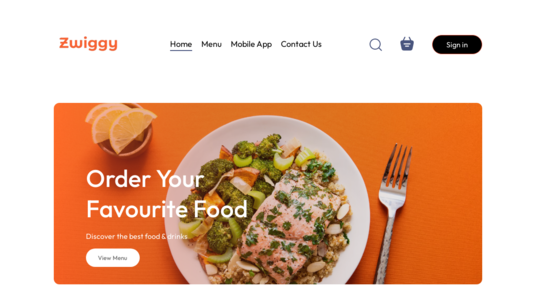 Zwiggy
Home Menu Mobile App Contact Us
Sign in
Order Your
Favourite Food
Discover the best food & drinks
View Menu